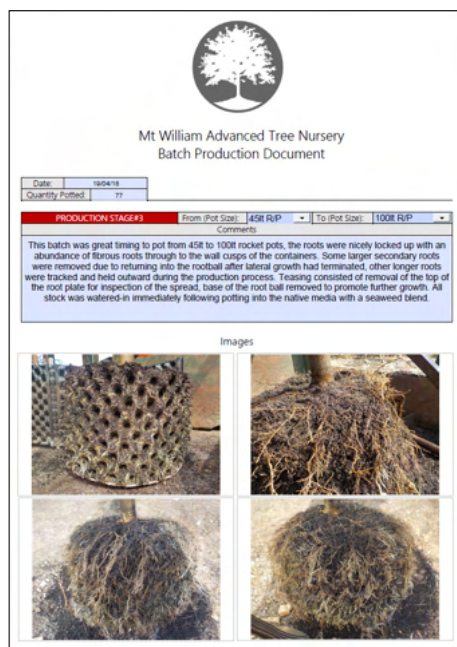 Mt William Advanced Tree Nursery
Batch Production Document
Date: 19/04/18
Quantity Potted: 77
PRODUCTION STAGE#3 From (Pot Size): 45lt R/P To (Pot Size): 100lt R/P
Comments
This batch was great timing to pot from 45lt to 100lt rocket pots, the roots were nicely locked up with an
abundance of fibrous roots through to the wall cusps of the containers. Some larger secondary roots
were removed due to returning into the rootball after lateral growth had terminated, other longer roots
were tracked and held outward during the production process. Teasing consisted of removal of the top of
the root plate for inspection of the spread, base of the root ball removed to promote further growth. All
stock was watered-in immediately following potting into the native media with a seaweed blend.
Images